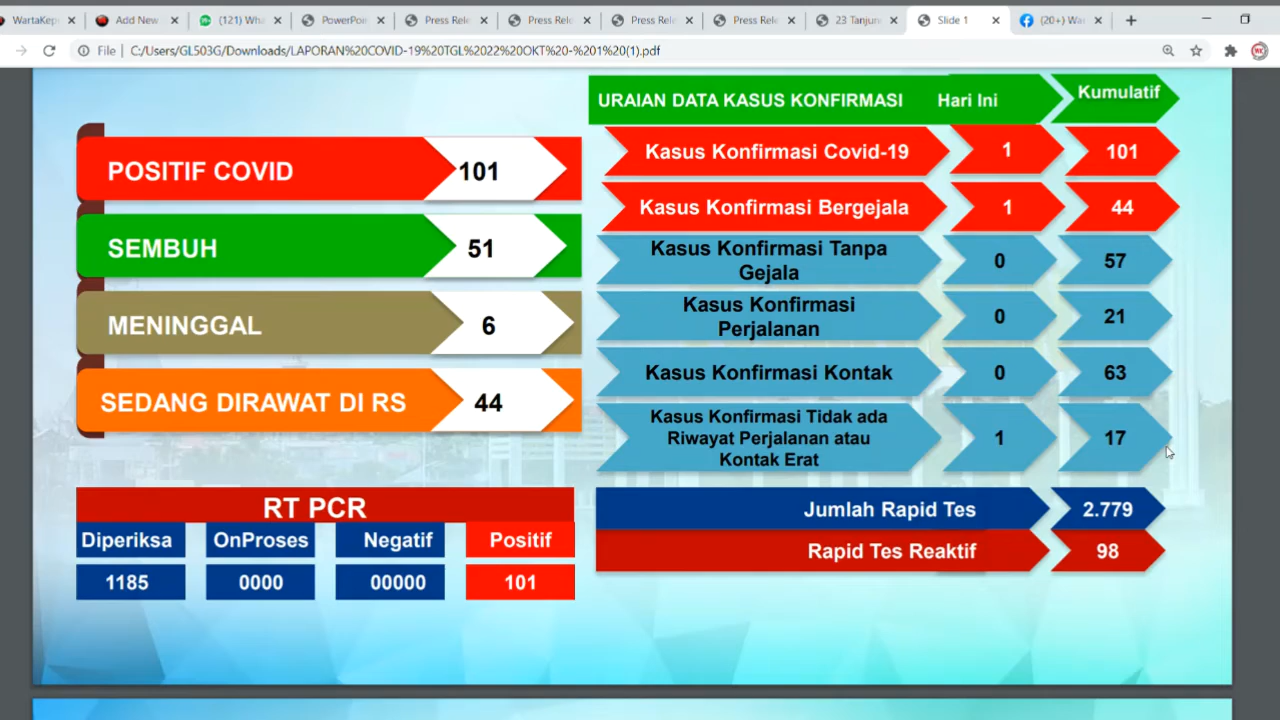 WartaKep
Add New
(121) Wha
PowerPoi
Press Rele
Press Rele
Press Rele
Press Rele
23 Tanjun
Slide 1
(20+) Wa
File | C:/Users/GL503G/Downloads/LAPORAN%20COVID-19%20TGL%2022%20OKT%20-%201%20(1).pdf
POSITIF COVID 101
SEMBUH 51
MENINGGAL 6
SEDANG DIRAWAT DI RS 44
RT PCR
Diperiksa OnProses Negatif Positif
1185 0000 00000 101
URAIAN DATA KASUS KONFIRMASI Hari Ini Kumulatif
Kasus Konfirmasi Covid-19 1 101
Kasus Konfirmasi Bergejala 1 44
Kasus Konfirmasi Tanpa
Gejala 0 57
Kasus Konfirmasi
Perjalanan 0 21
Kasus Konfirmasi Kontak 0 63
Kasus Konfirmasi Tidak ada
Riwayat Perjalanan atau 1 17
Kontak Erat
Jumlah Rapid Tes 2.779
Rapid Tes Reaktif 98